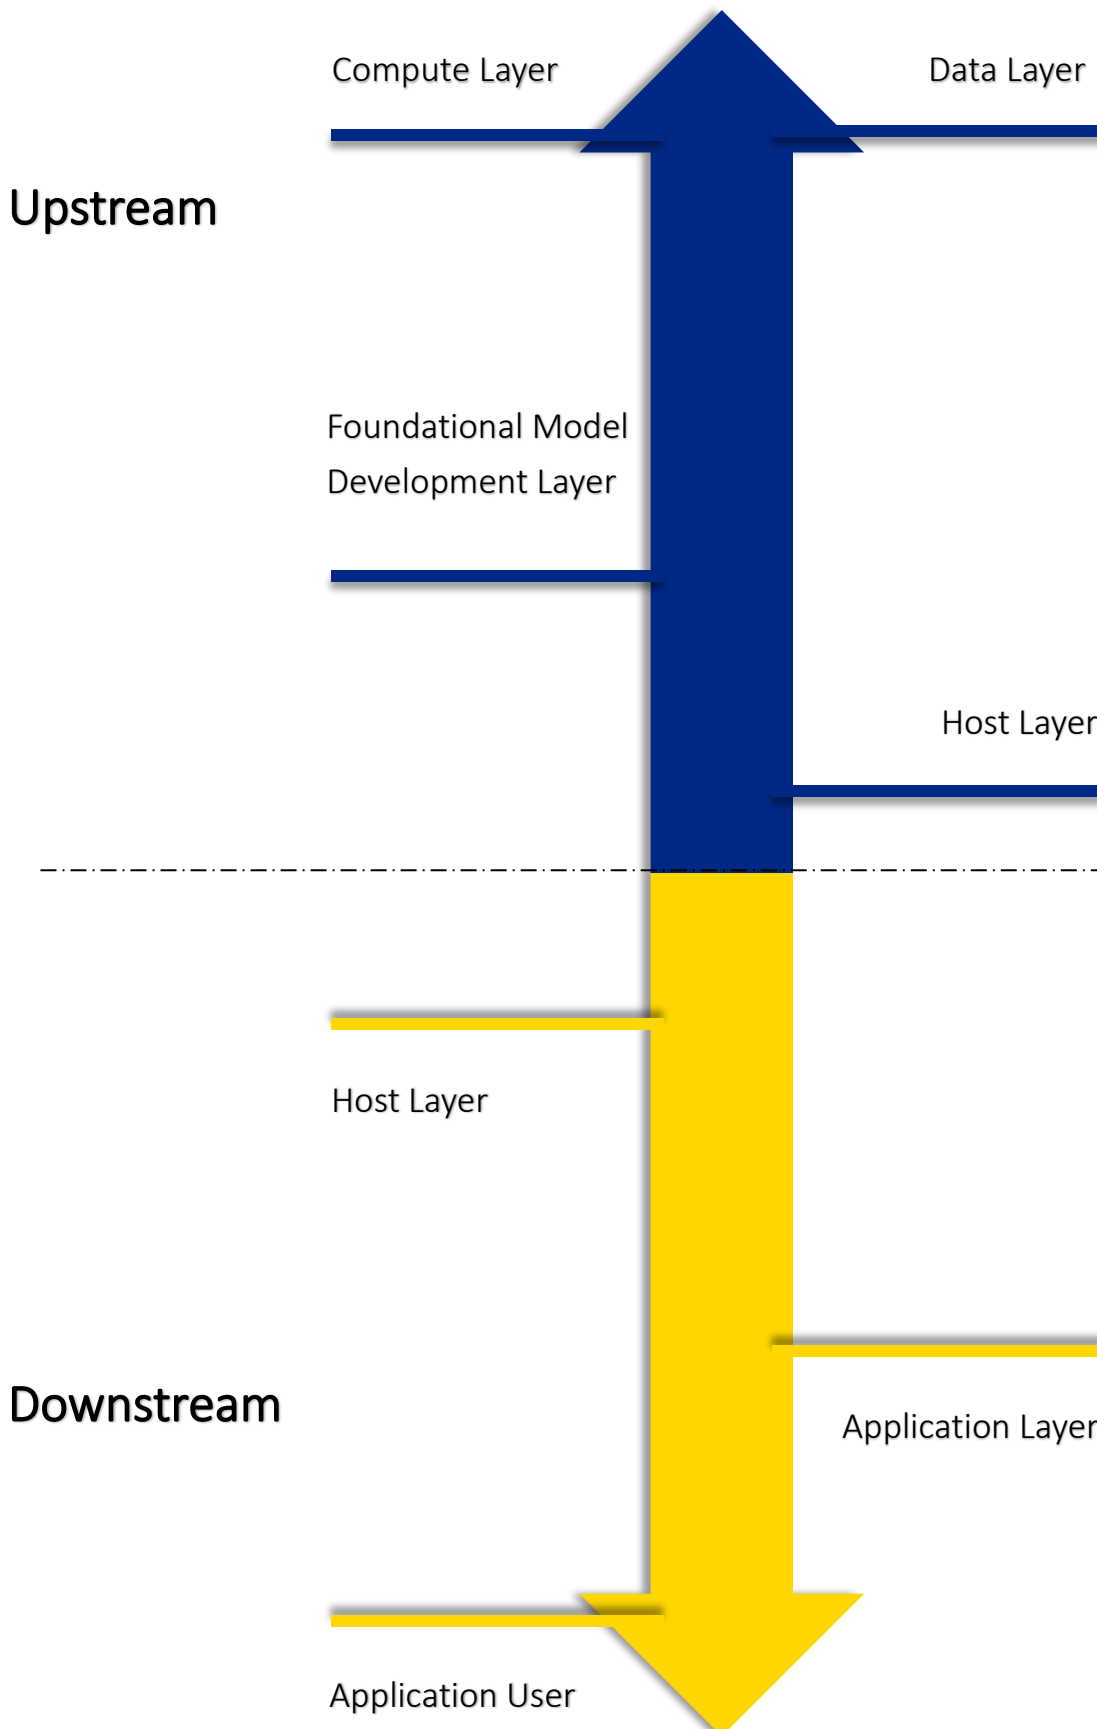 Compute Layer
Data Layer
Upstream
Foundational Model
Development Layer
Host Layer
Host Layer
Downstream
Application Layer
Application User